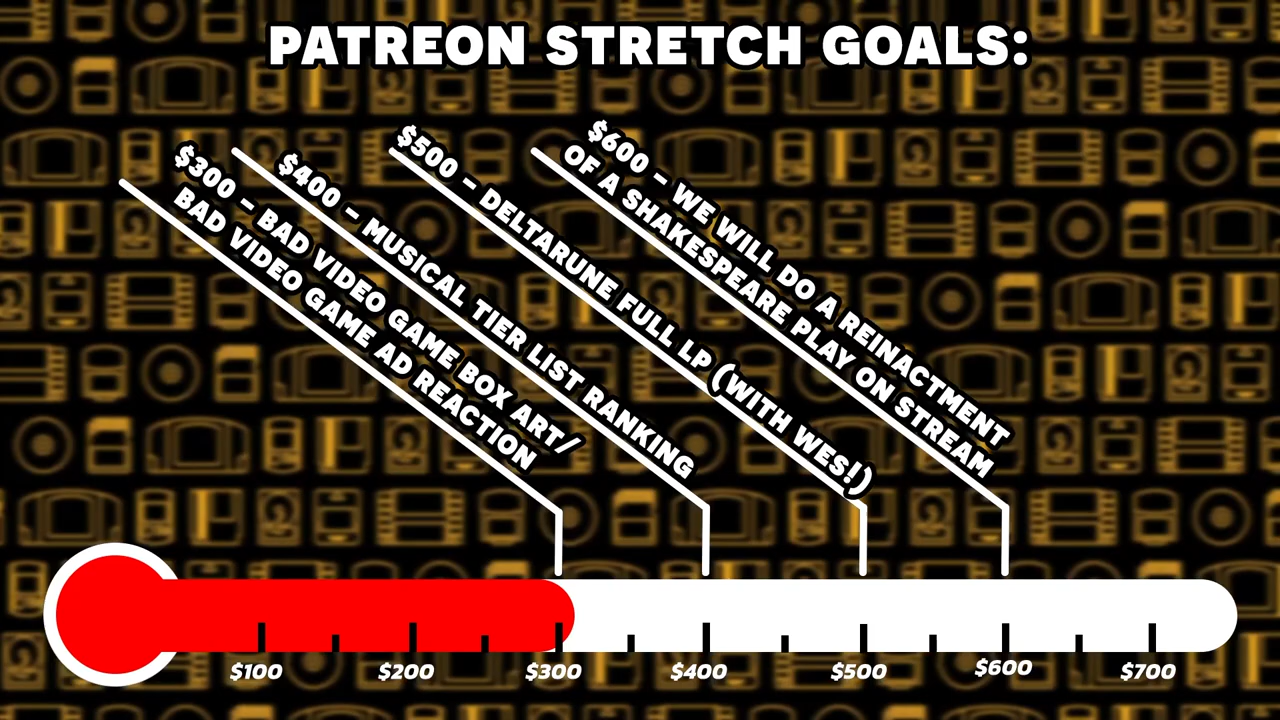 PATREON STRETCH GOALS:
$300 - BAD VIDEO GAME BOX ART/
BAD VIDEO GAME AD REACTION
$400 - MUSICAL TIER LIST RANKING
$500 - DELTARUNE FULL LP (WITH WES!)
$600 - WE WILL DO A REINACTMENT
OF A SHAKESPEARE PLAY ON STREAM
$100 $200 $300 $400 $500 $600 $700